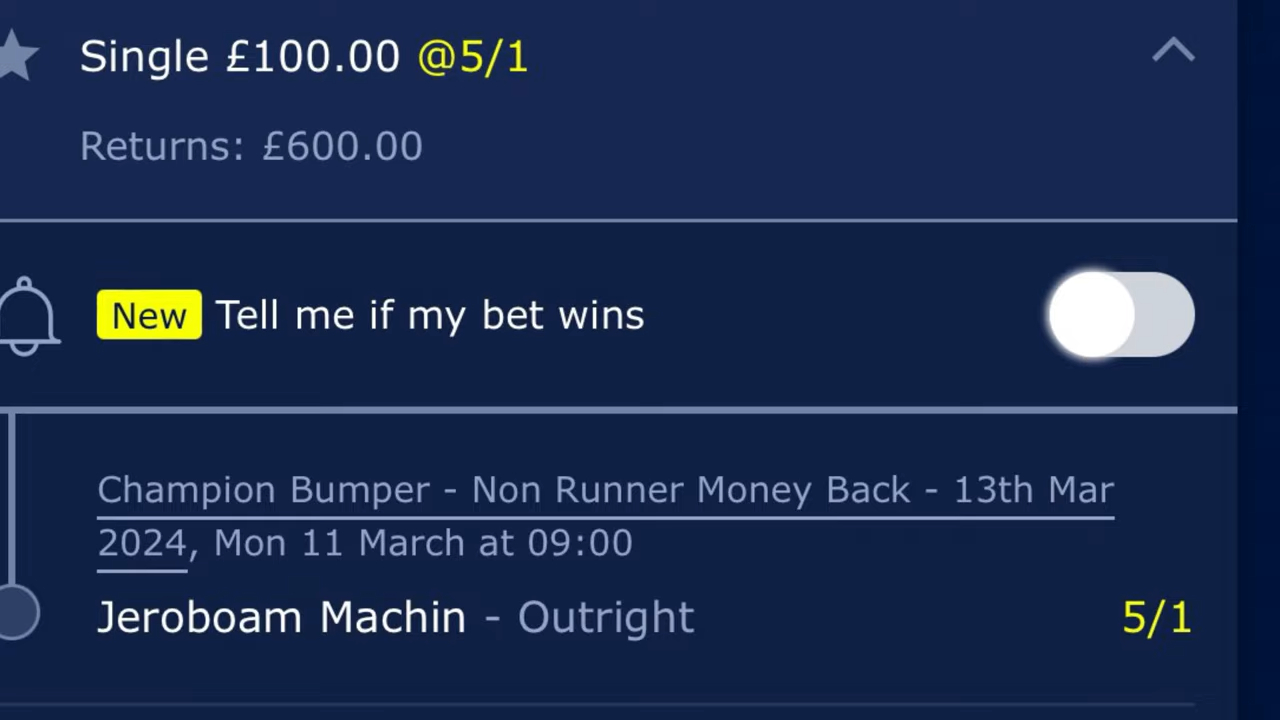 Single £100.00 @5/1
Returns: £600.00
New Tell me if my bet wins
Champion Bumper - Non Runner Money Back - 13th Mar
2024, Mon 11 March at 09:00
Jeroboam Machin - Outright 5/1